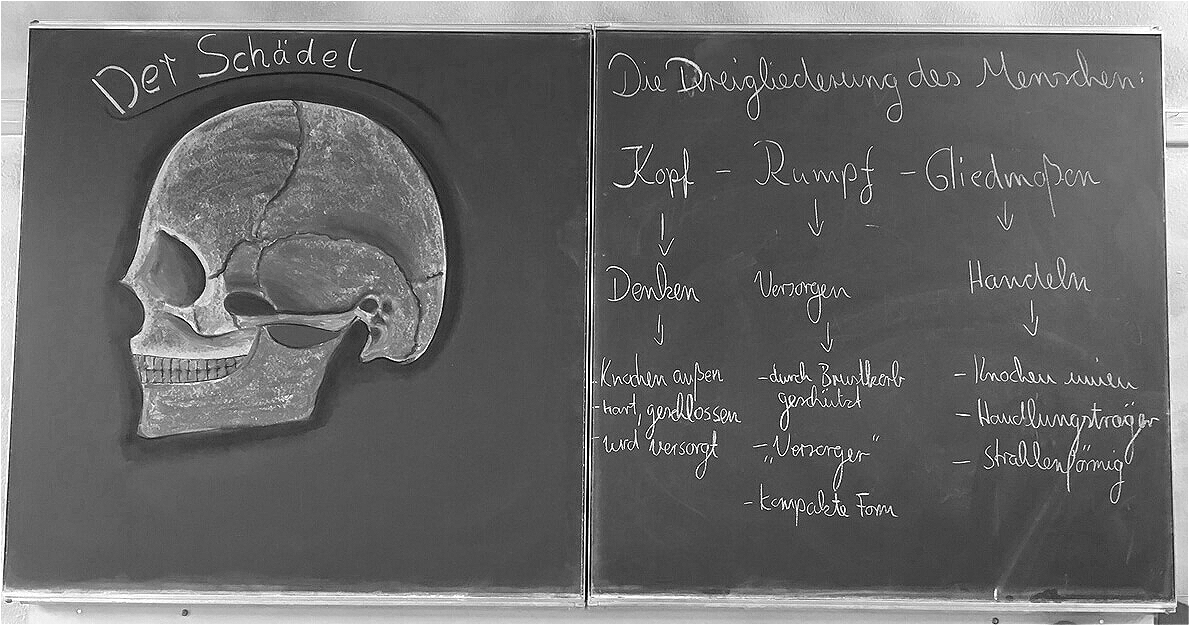 Der Schädel
Die Dreigliederung des Menschen:
Kopf - Rumpf - Gliedmaßen
↓ ↓ ↓
Denken Versorgen Handeln
↓ ↓ ↓
- Knochen außen
- hart, geschlossen
- wird versorgt
- durch Brustkorb
geschützt
- „Versorger“
- kompakte Form
- Knochen innen
- Handlungsträger
- strahlenförmig